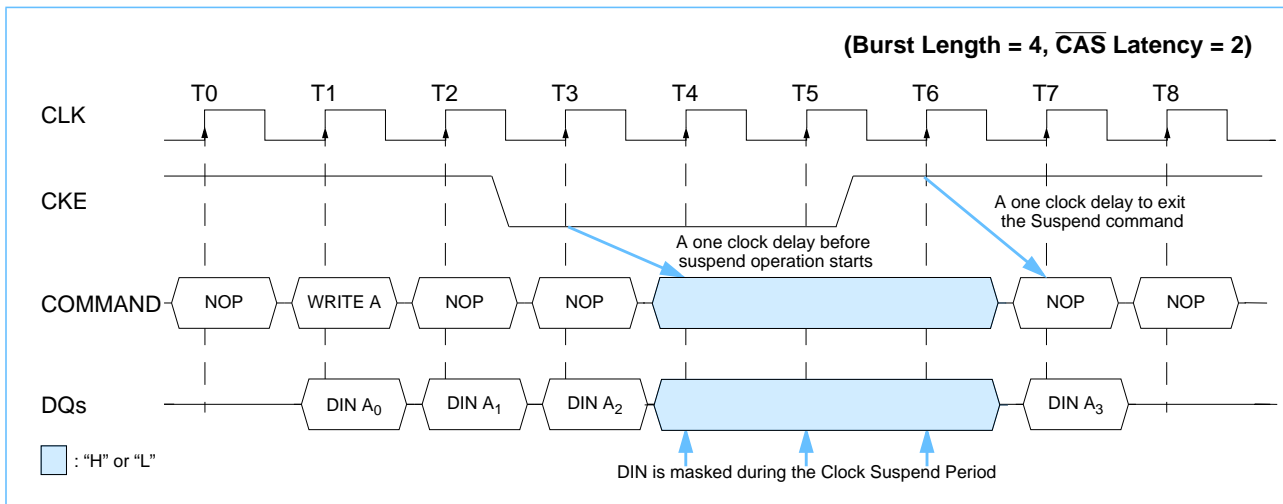 (Burst Length = 4, C̅A̅S̅ Latency = 2)
T0 T1 T2 T3 T4 T5 T6 T7 T8
CLK
CKE
A one clock delay to exit
the Suspend command
A one clock delay before
suspend operation starts
COMMAND NOP WRITE A NOP NOP NOP NOP
DQs DIN A₀ DIN A₁ DIN A₂ DIN A₃
: “H” or “L”
DIN is masked during the Clock Suspend Period